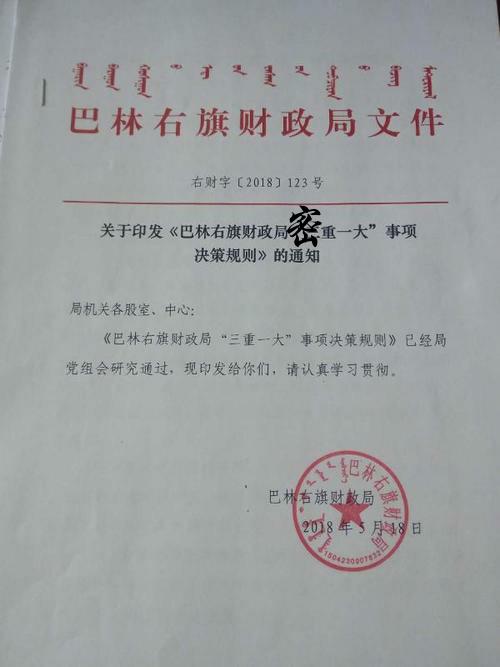 巴林右旗财政局文件
右财字〔2018〕123号
关于印发《巴林右旗财政局密三重一大”事项
决策规则》的通知
局机关各股室、中心：
《巴林右旗财政局“三重一大”事项决策规则》已经局
党组会研究通过，现印发给你们，请认真学习贯彻。
巴林右旗财政局
2018年5月18日
巴林右旗财政局